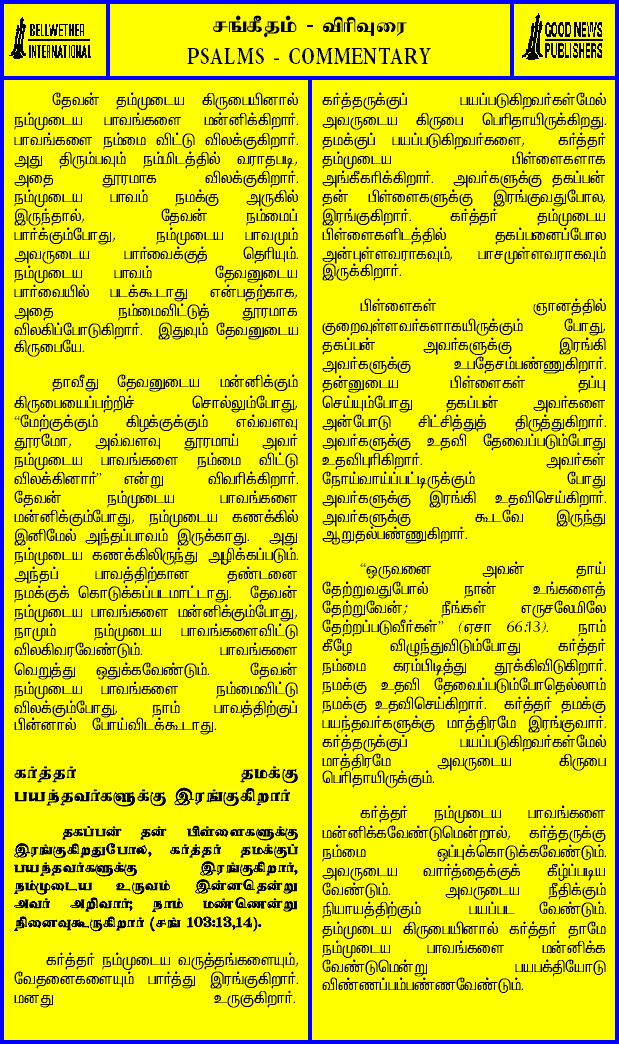 BELLWETHER
INTERNATIONAL
சங்கீதம் - விரிவுரை
PSALMS - COMMENTARY
GOOD NEWS
PUBLISHERS
தேவன் தம்முடைய கிருபையினால்
நம்முடைய பாவங்களை மன்னிக்கிறார்.
பாவங்களை நம்மை விட்டு விலக்குகிறார்.
அது திரும்பவும் நம்மிடத்தில் வராதபடி,
அதை தூரமாக விலக்குகிறார்.
நம்முடைய பாவம் நமக்கு அருகில்
இருந்தால், தேவன் நம்மைப்
பார்க்கும்போது, நம்முடைய பாவமும்
அவருடைய பார்வைக்குத் தெரியும்.
நம்முடைய பாவம் தேவனுடைய
பார்வையில் படக்கூடாது என்பதற்காக,
அதை நம்மைவிட்டுத் தூரமாக
விலகிப்போடுகிறார். இதுவும் தேவனுடைய
கிருபையே.
தாவீது தேவனுடைய மன்னிக்கும்
கிருபையைப்பற்றிச் சொல்லும்போது,
“மேற்குக்கும் கிழக்குக்கும் எவ்வளவு
தூரமோ, அவ்வளவு தூரமாய் அவர்
நம்முடைய பாவங்களை நம்மை விட்டு
விலக்கினார்” என்று விவரிக்கிறார்.
தேவன் நம்முடைய பாவங்களை
மன்னிக்கும்போது, நம்முடைய கணக்கில்
இனிமேல் அந்தப்பாவம் இருக்காது. அது
நம்முடைய கணக்கிலிருந்து அழிக்கப்படும்.
அந்தப் பாவத்திற்கான தண்டனை
நமக்குக் கொடுக்கப்படமாட்டாது. தேவன்
நம்முடைய பாவங்களை மன்னிக்கும்போது,
நாமும் நம்முடைய பாவங்களைவிட்டு
விலகிவரவேண்டும். பாவங்களை
வெறுத்து ஒதுக்கவேண்டும். தேவன்
நம்முடைய பாவங்களை நம்மைவிட்டு
விலக்கும்போது, நாம் பாவத்திற்குப்
பின்னால் போய்விடக்கூடாது.
கர்த்தர் தமக்கு
பயந்தவர்களுக்கு இரங்குகிறார்
தகப்பன் தன் பிள்ளைகளுக்கு
இரங்குகிறதுபோல, கர்த்தர் தமக்குப்
பயந்தவர்களுக்கு இரங்குகிறார்,
நம்முடைய உருவம் இன்னதென்று
அவர் அறிவார்; நாம் மண்ணென்று
நினைவுகூருகிறார் (சங் 103:13,14).
கர்த்தர் நம்முடைய வருத்தங்களையும்,
வேதனைகளையும் பார்த்து இரங்குகிறார்.
மனது உருகுகிறார்.
கர்த்தருக்குப் பயப்படுகிறவர்கள்மேல்
அவருடைய கிருபை பெரிதாயிருக்கிறது.
தமக்குப் பயப்படுகிறவர்களை, கர்த்தர்
தம்முடைய பிள்ளைகளாக
அங்கீகரிக்கிறார். அவர்களுக்கு தகப்பன்
தன் பிள்ளைகளுக்கு இரங்குவதுபோல,
இரங்குகிறார். கர்த்தர் தம்முடைய
பிள்ளைகளிடத்தில் தகப்பனைப்போல
அன்புள்ளவராகவும், பாசமுள்ளவராகவும்
இருக்கிறார்.
பிள்ளைகள் ஞானத்தில்
குறைவுள்ளவர்களாகயிருக்கும் போது,
தகப்பன் அவர்களுக்கு இரங்கி
அவர்களுக்கு உபதேசம்பண்ணுகிறார்.
தன்னுடைய பிள்ளைகள் தப்பு
செய்யும்போது தகப்பன் அவர்களை
அன்போடு சிட்சித்துத் திருத்துகிறார்.
அவர்களுக்கு உதவி தேவைப்படும்போது
உதவிபுரிகிறார். அவர்கள்
நோய்வாய்ப்பட்டிருக்கும் போது
அவர்களுக்கு இரங்கி உதவிசெய்கிறார்.
அவர்களுக்கு கூடவே இருந்து
ஆறுதல்பண்ணுகிறார்.
“ஒருவனை அவன் தாய்
தேற்றுவதுபோல் நான் உங்களைத்
தேற்றுவேன்; நீங்கள் எருசலேமிலே
தேற்றப்படுவீர்கள்” (ஏசா 66:13). நாம்
கீழே விழுந்துவிடும்போது கர்த்தர்
நம்மை கரம்பிடித்து தூக்கிவிடுகிறார்.
நமக்கு உதவி தேவைப்படும்போதெல்லாம்
நமக்கு உதவிசெய்கிறார். கர்த்தர் தமக்கு
பயந்தவர்களுக்கு மாத்திரமே இரங்குவார்.
கர்த்தருக்குப் பயப்படுகிறவர்கள்மேல்
மாத்திரமே அவருடைய கிருபை
பெரிதாயிருக்கும்.
கர்த்தர் நம்முடைய பாவங்களை
மன்னிக்கவேண்டுமென்றால், கர்த்தருக்கு
நம்மை ஒப்புக்கொடுக்கவேண்டும்.
அவருடைய வார்த்தைக்குக் கீழ்ப்படிய
வேண்டும். அவருடைய நீதிக்கும்
நியாயத்திற்கும் பயப்பட வேண்டும்.
தம்முடைய கிருபையினால் கர்த்தர் தாமே
நம்முடைய பாவங்களை மன்னிக்க
வேண்டுமென்று பயபக்தியோடு
விண்ணப்பம்பண்ணவேண்டும்.